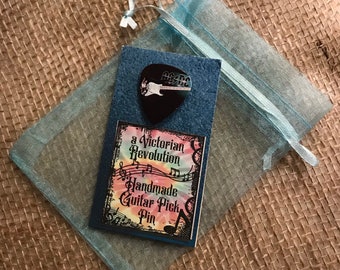 a Victorian
Revolution
Handmade
Guitar Pick
Pin